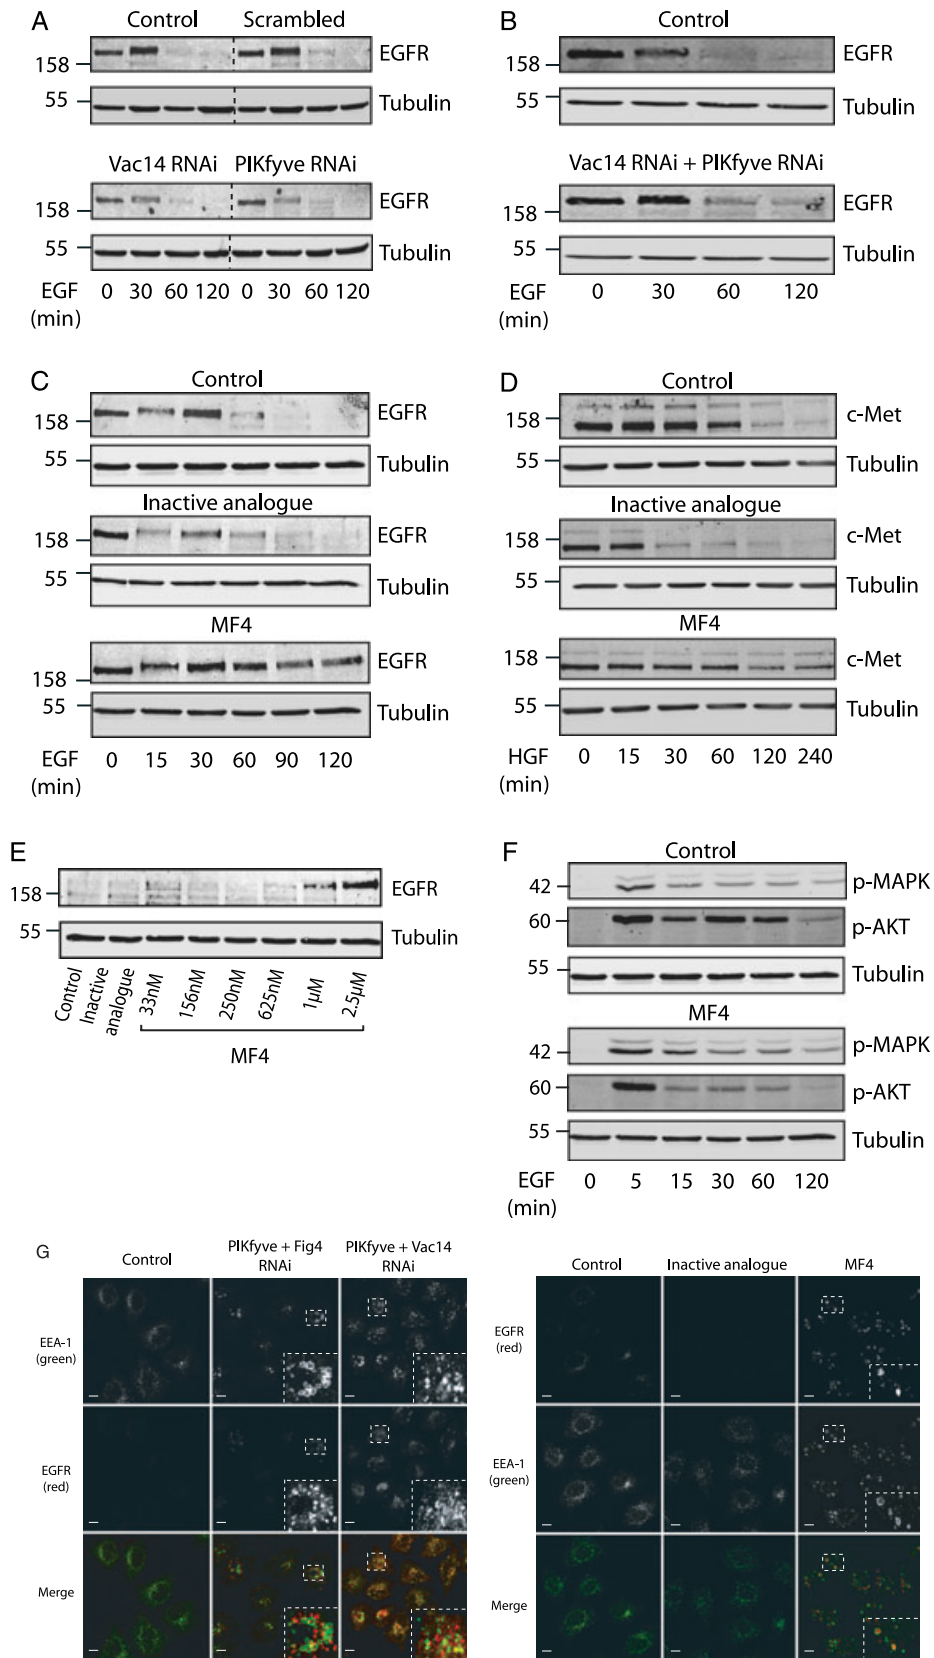 A
Control Scrambled
158 EGFR
55 Tubulin
Vac14 RNAi PIKfyve RNAi
158 EGFR
55 Tubulin
EGF (min) 0 30 60 120 0 30 60 120
B
Control
158 EGFR
55 Tubulin
Vac14 RNAi + PIKfyve RNAi
158 EGFR
55 Tubulin
EGF (min) 0 30 60 120
C
Control
158 EGFR
55 Tubulin
Inactive analogue
158 EGFR
55 Tubulin
MF4
158 EGFR
55 Tubulin
EGF (min) 0 15 30 60 90 120
D
Control
158 c-Met
55 Tubulin
Inactive analogue
158 c-Met
55 Tubulin
MF4
158 c-Met
55 Tubulin
HGF (min) 0 15 30 60 120 240
E
158 EGFR
55 Tubulin
Control
Inactive analogue
33nM
156nM
250nM
625nM
1µM
2.5µM
MF4
F
Control
42 p-MAPK
60 p-AKT
55 Tubulin
MF4
42 p-MAPK
60 p-AKT
55 Tubulin
EGF (min) 0 5 15 30 60 120
G
Control
PIKfyve + Fig4 RNAi
PIKfyve + Vac14 RNAi
EEA-1 (green)
EGFR (red)
Merge
Control Inactive analogue MF4
EGFR (red)
EEA-1 (green)
Merge